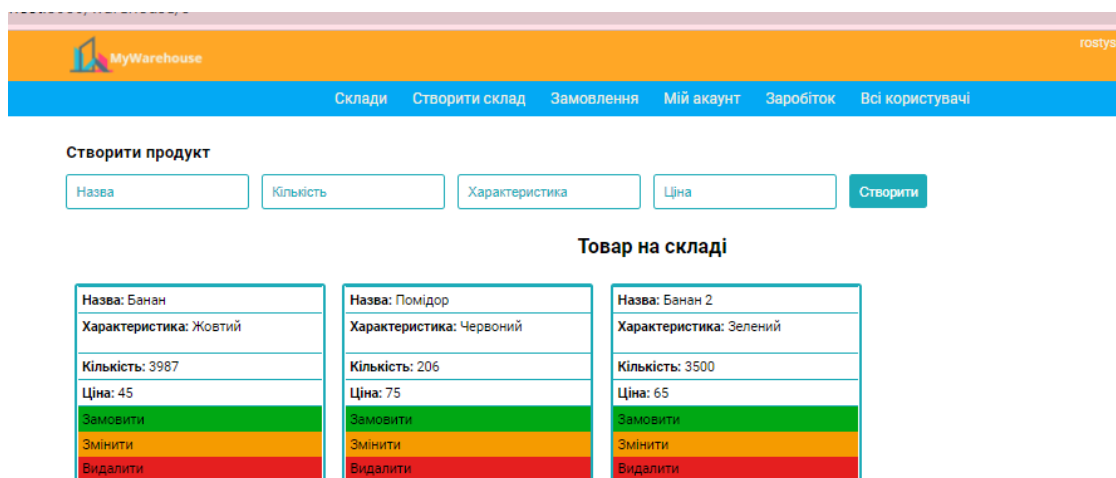 MyWarehouse
rostys
Склади Створити склад Замовлення Мій акаунт Заробіток Всі користувачі
Створити продукт
Назва Кількість Характеристика Ціна Створити
Товар на складі
Назва: Банан Назва: Помідор Назва: Банан 2
Характеристика: Жовтий Характеристика: Червоний Характеристика: Зелений
Кількість: 3987 Кількість: 206 Кількість: 3500
Ціна: 45 Ціна: 75 Ціна: 65
Замовити Замовити Замовити
Змінити Змінити Змінити
Видалити Видалити Видалити